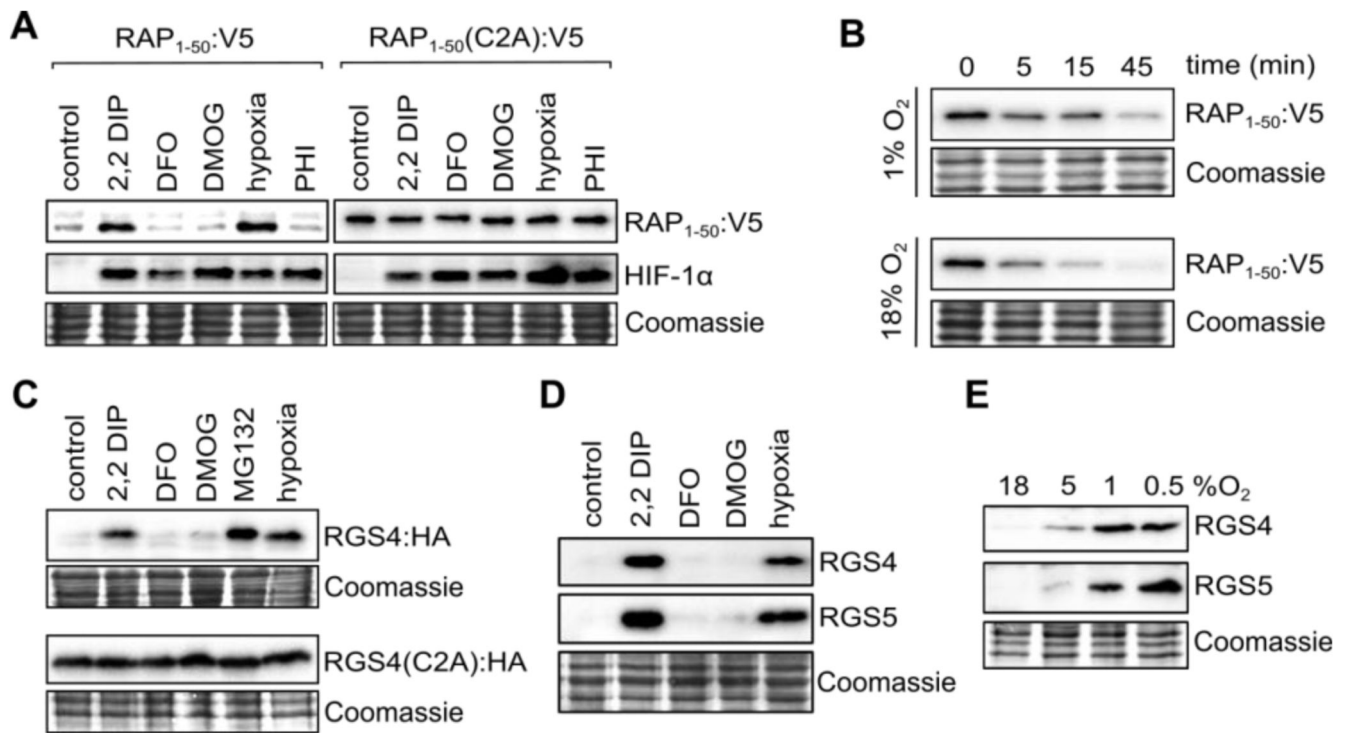 A
RAP₁₋₅₀:V5 RAP₁₋₅₀(C2A):V5
control 2,2 DIP DFO DMOG hypoxia PHI control 2,2 DIP DFO DMOG hypoxia PHI
RAP₁₋₅₀:V5
HIF-1α
Coomassie
B
0 5 15 45 time (min)
1% O₂
RAP₁₋₅₀:V5
Coomassie
18% O₂
RAP₁₋₅₀:V5
Coomassie
C
control 2,2 DIP DFO DMOG MG132 hypoxia
RGS4:HA
Coomassie
RGS4(C2A):HA
Coomassie
D
control 2,2 DIP DFO DMOG hypoxia
RGS4
RGS5
Coomassie
E
18 5 1 0.5 %O₂
RGS4
RGS5
Coomassie